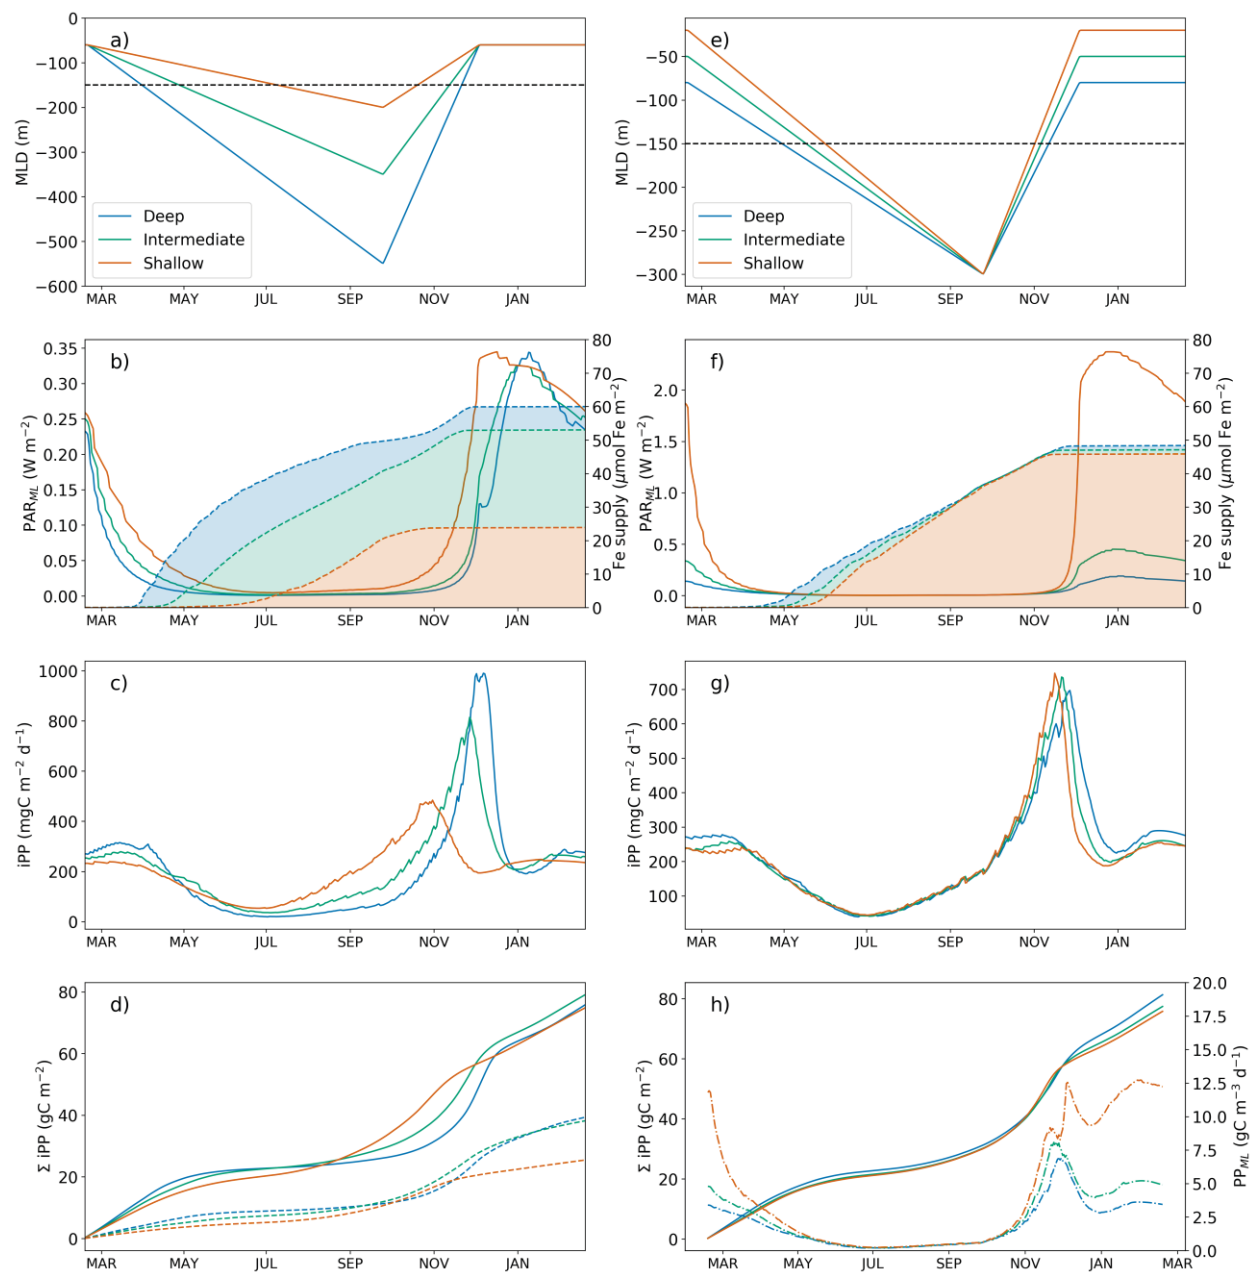 a)
0
−100
−200
−300
−400
−500
−600
MLD (m)
Deep
Intermediate
Shallow
MAR MAY JUL SEP NOV JAN
e)
−50
−100
−150
−200
−250
−300
MLD (m)
Deep
Intermediate
Shallow
MAR MAY JUL SEP NOV JAN
b)
0.35
0.30
0.25
0.20
0.15
0.10
0.05
0.00
PAR_ML (W m⁻²)
80
70
60
50
40
30
20
10
0
Fe supply (μmol Fe m⁻²)
MAR MAY JUL SEP NOV JAN
f)
2.0
1.5
1.0
0.5
0.0
PAR_ML (W m⁻²)
80
70
60
50
40
30
20
10
0
Fe supply (μmol Fe m⁻²)
MAR MAY JUL SEP NOV JAN
c)
1000
800
600
400
200
0
iPP (mgC m⁻² d⁻¹)
MAR MAY JUL SEP NOV JAN
g)
700
600
500
400
300
200
100
iPP (mgC m⁻² d⁻¹)
MAR MAY JUL SEP NOV JAN
d)
80
60
40
20
0
Σ iPP (gC m⁻²)
MAR MAY JUL SEP NOV JAN
h)
80
60
40
20
0
Σ iPP (gC m⁻²)
20.0
17.5
15.0
12.5
10.0
7.5
5.0
2.5
0.0
PP_ML (gC m⁻³ d⁻¹)
MAR MAY JUL SEP NOV JAN MAR